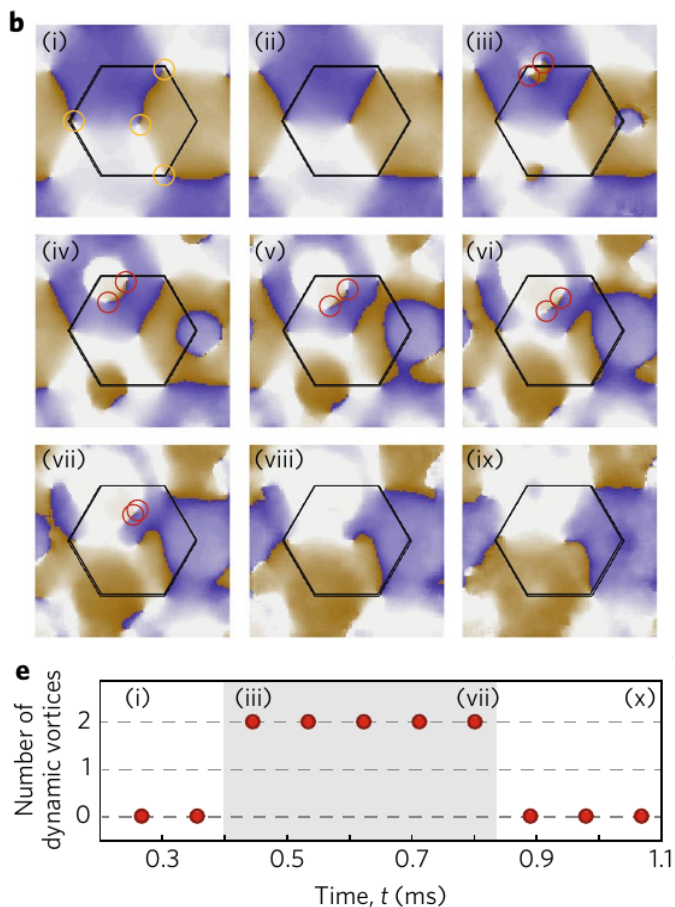 b
(i) (ii) (iii)
(iv) (v) (vi)
(vii) (viii) (ix)
e
(i) (iii) (vii) (x)
Number of
dynamic vortices
2
1
0
0.3 0.5 0.7 0.9 1.1
Time, t (ms)